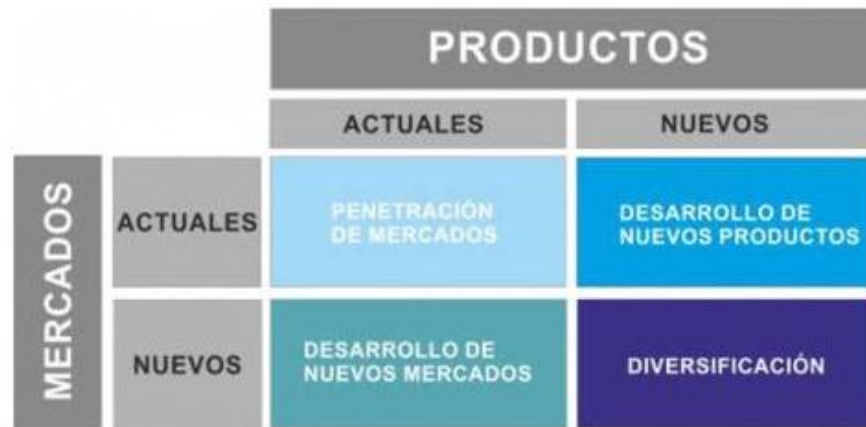 PRODUCTOS
ACTUALES
NUEVOS
MERCADOS
ACTUALES
PENETRACIÓN
DE MERCADOS
DESARROLLO DE
NUEVOS PRODUCTOS
NUEVOS
DESARROLLO DE
NUEVOS MERCADOS
DIVERSIFICACIÓN